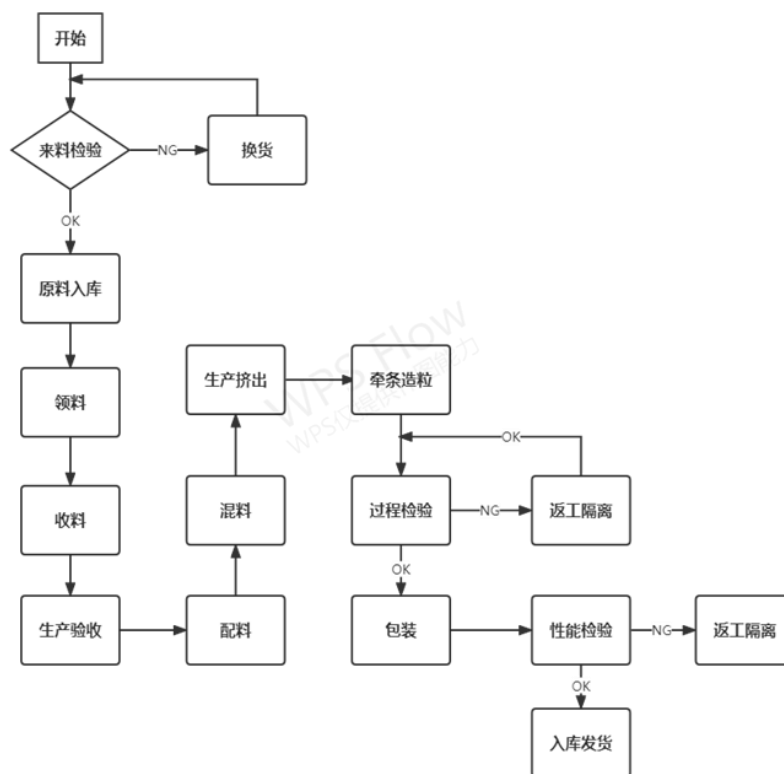 开始
来料检验
NG
换货
OK
原料入库
领料
收料
生产验收
配料
混料
生产挤出
牵条造粒
OK
过程检验
NG
返工隔离
OK
包装
性能检验
NG
返工隔离
OK
入库发货
WPS Flow